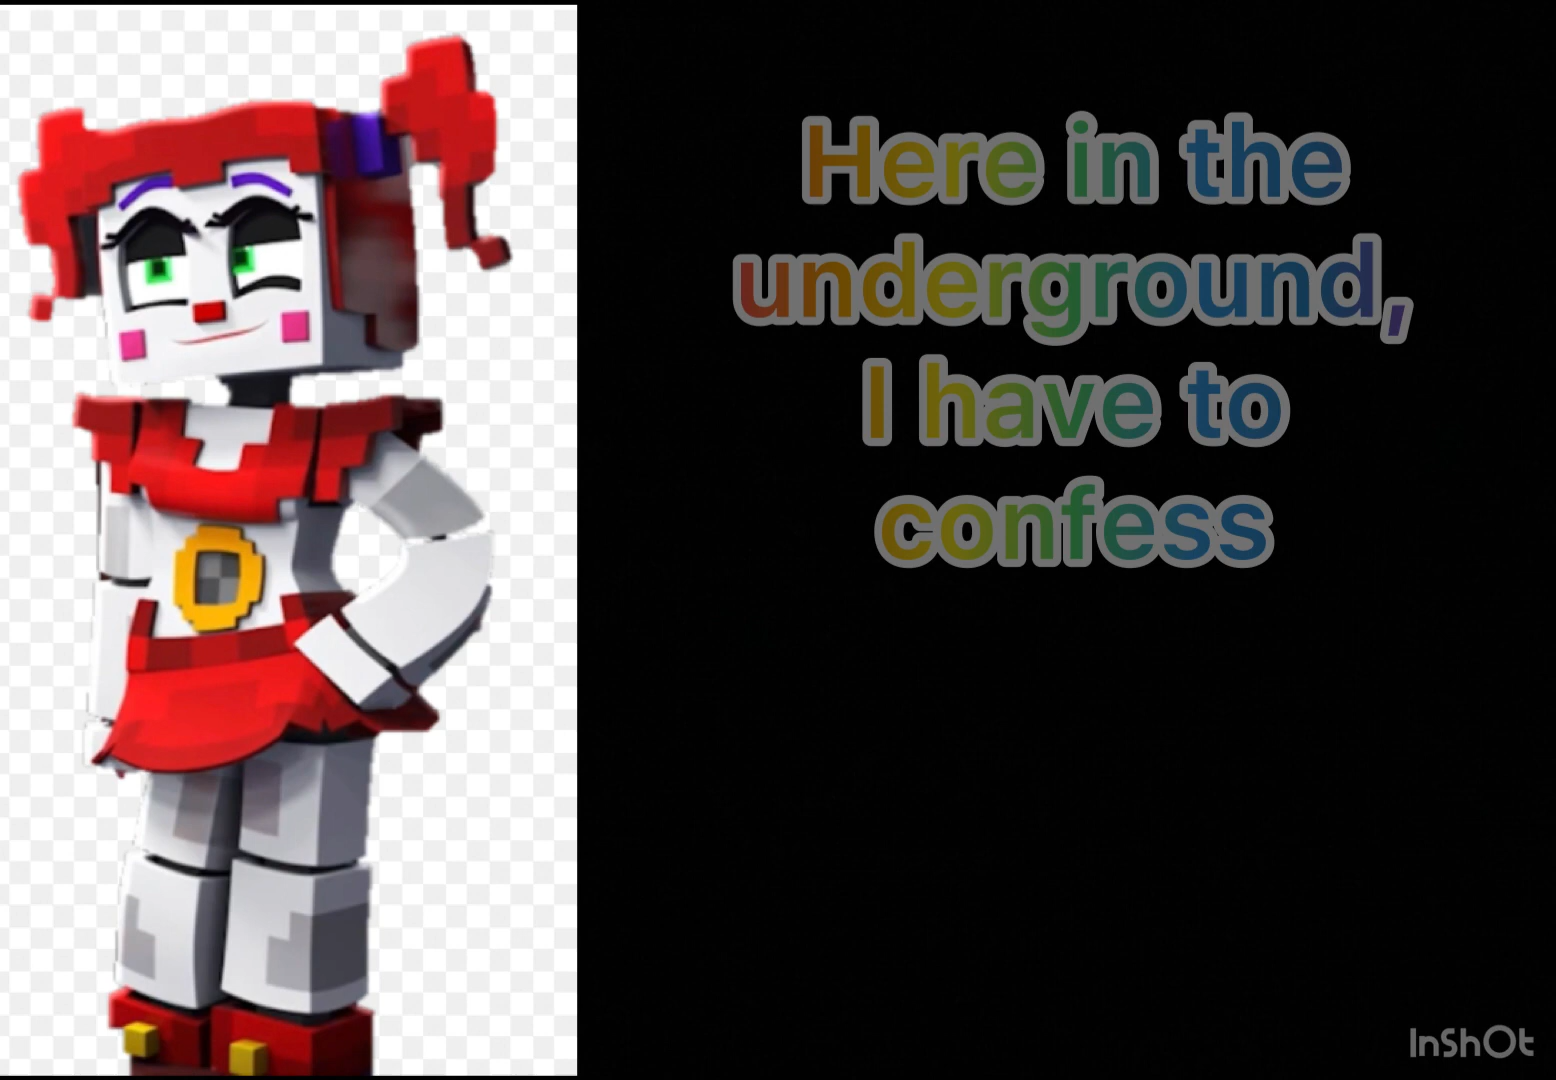 Here in the
underground,
I have to
confess
InShOt